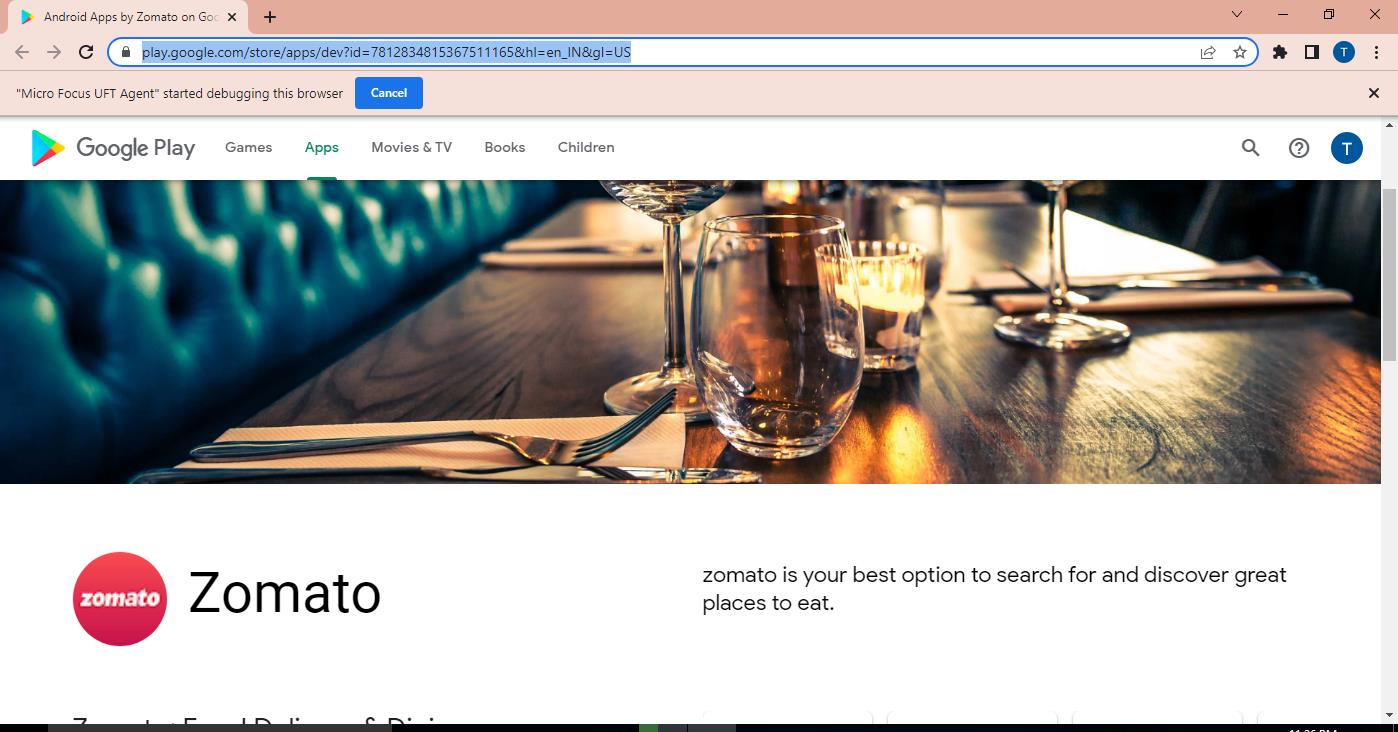 Android Apps by Zomato on Goo
play.google.com/store/apps/dev?id=7812834815367511165&hl=en_IN&gl=US
T
"Micro Focus UFT Agent" started debugging this browser
Cancel
Google Play
Games
Apps
Movies & TV
Books
Children
T
zomato
Zomato
zomato is your best option to search for and discover great
places to eat.